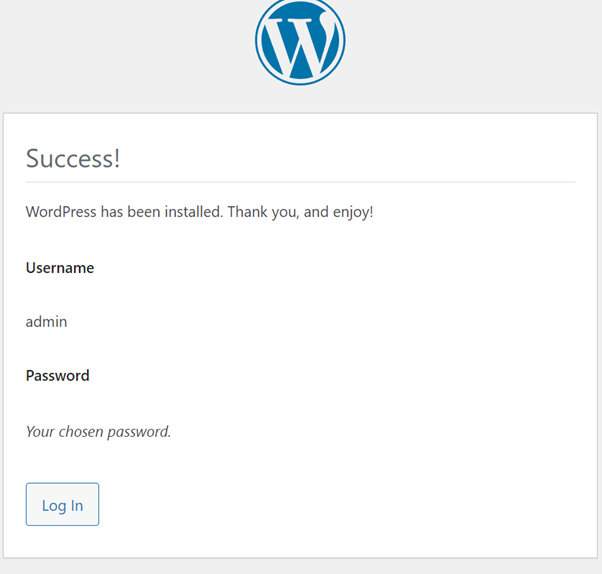 Success!
WordPress has been installed. Thank you, and enjoy!
Username
admin
Password
Your chosen password.
Log In